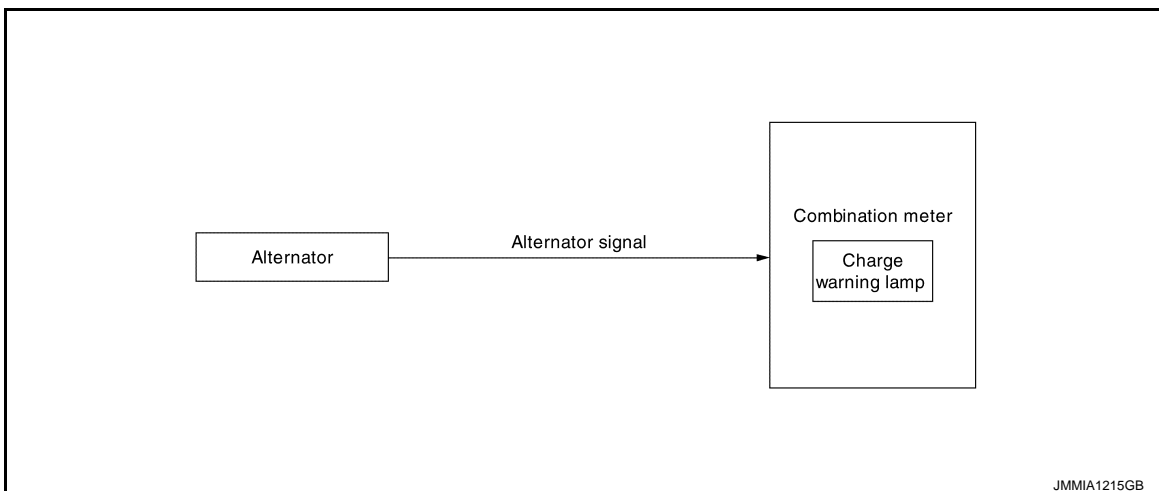 Alternator
Alternator signal
Combination meter
Charge
warning lamp
JMMIA1215GB